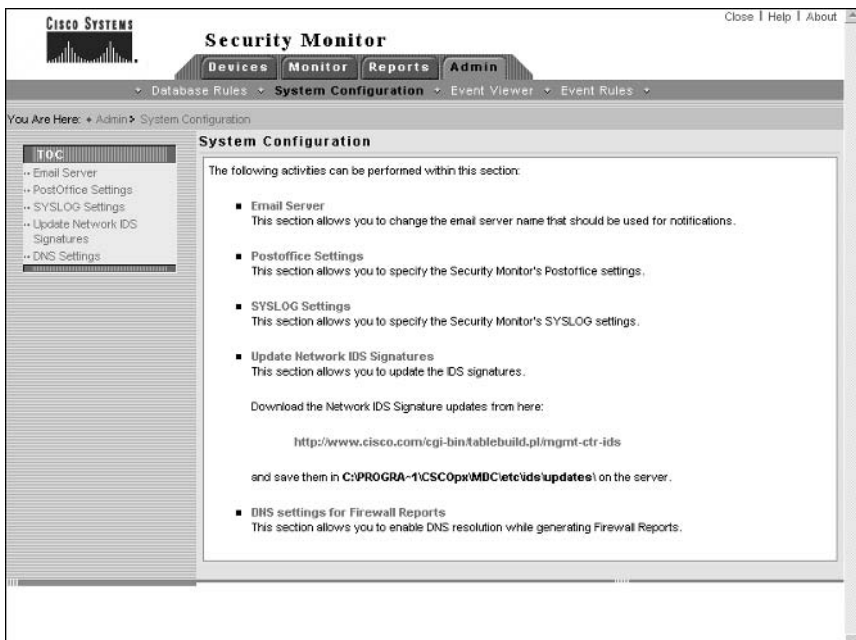 Close | Help | About
CISCO SYSTEMS
Security Monitor
Devices Monitor Reports Admin
Database Rules System Configuration Event Viewer Event Rules
You Are Here: Admin > System Configuration
TOC
Email Server
PostOffice Settings
SYSLOG Settings
Update Network IDS
Signatures
DNS Settings
System Configuration
The following activities can be performed within this section:
Email Server
This section allows you to change the email server name that should be used for notifications.
Postoffice Settings
This section allows you to specify the Security Monitor's Postoffice settings.
SYSLOG Settings
This section allows you to specify the Security Monitor's SYSLOG settings.
Update Network IDS Signatures
This section allows you to update the IDS signatures.
Download the Network IDS Signature updates from here:
http://www.cisco.com/cgi-bin/tablebuild.pl/mgmt-ctr-ids
and save them in C:\PROGRA~1\CSCOpx\MDC\etc\ids\updates\ on the server.
DNS settings for Firewall Reports
This section allows you to enable DNS resolution while generating Firewall Reports.